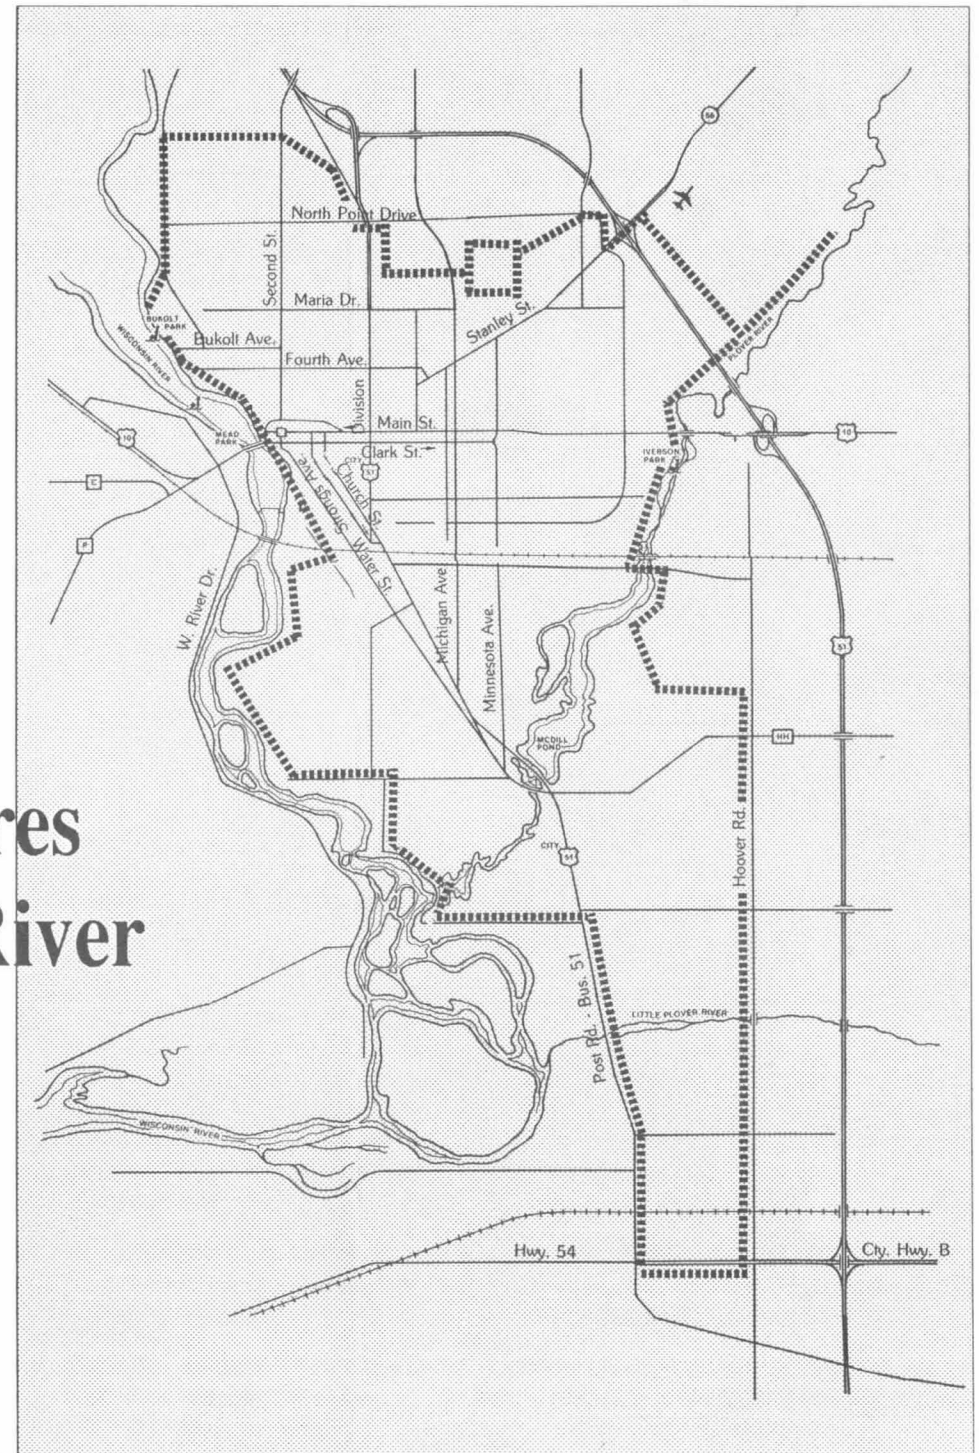 66
North Point Drive
Second St.
Maria Dr.
BUKOLT
PARK
WISCONSIN RIVER
Bukolt Ave.
Stanley St.
PLOVER RIVER
Fourth Ave.
Division
10
MEAD
PARK
Main St.
10
Clark St.
CITY
51
IVERSON
PARK
C
Strongs Ave.
Church St.
P
Water St.
W. River Dr.
Michigan Ave
Minnesota Ave.
51
MCDILL
POND
HH
res
River
Hoover Rd.
CITY
51
Post Rd. - Bus. 51
LITTLE PLOVER RIVER
WISCONSIN RIVER
Hwy. 54
Cty. Hwy. B